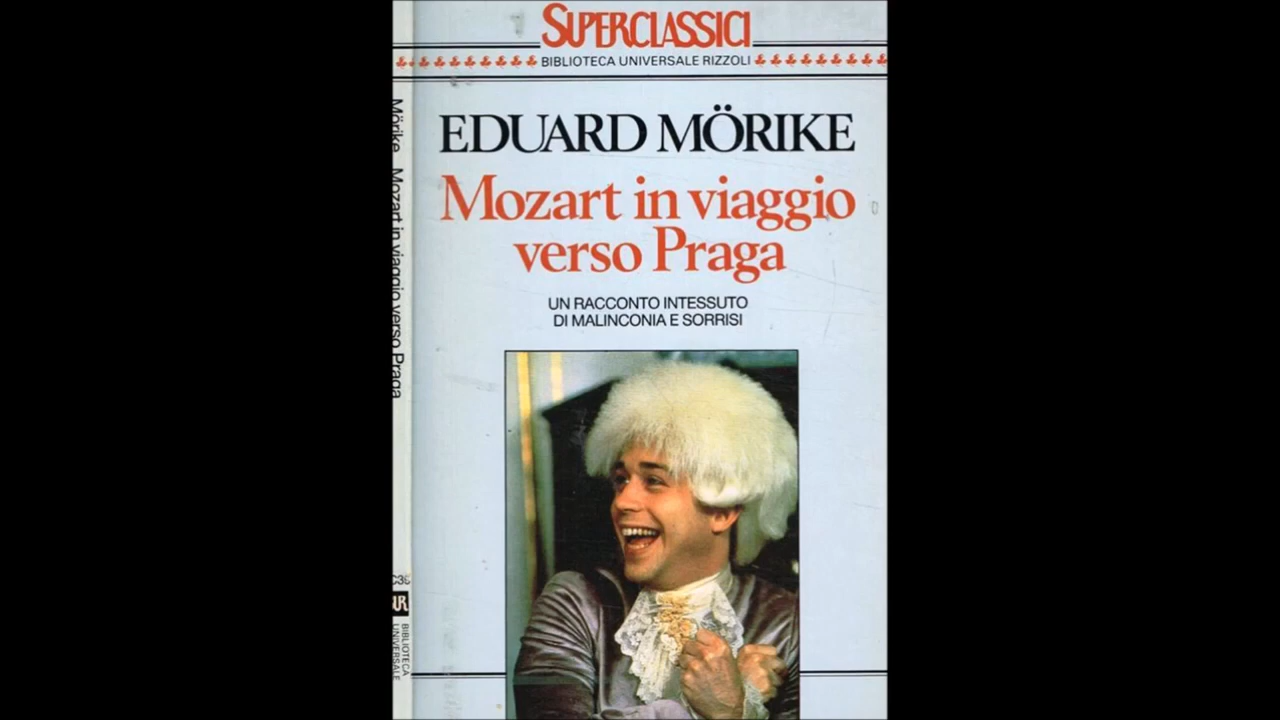 SUPERCLASSICI
BIBLIOTECA UNIVERSALE RIZZOLI
EDUARD MÖRIKE
Mozart in viaggio
verso Praga
UN RACCONTO INTESSUTO
DI MALINCONIA E SORRISI
Mörike Mozart in viaggio verso Praga
BIBLIOTECA
UNIVERSALE